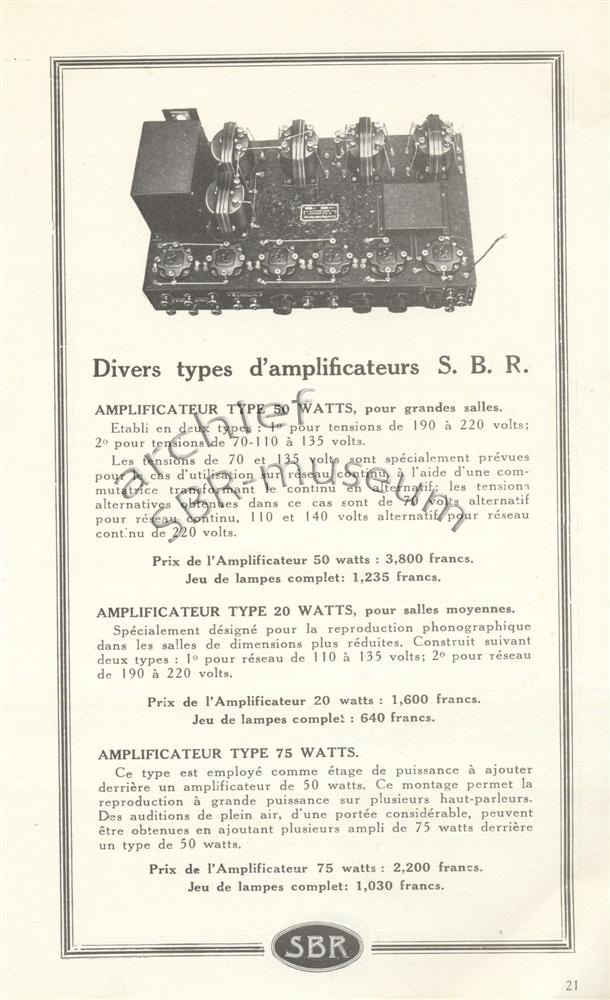 Divers types d'amplificateurs S. B. R.
AMPLIFICATEUR TYPE 50 WATTS, pour grandes salles.
Etabli en deux types : 1º pour tensions de 190 à 220 volts;
2º pour tensions de 70-110 à 135 volts.
Les tensions de 70 et 135 volts sont spécialement prévues
pour le cas d'utilisation sur réseau continu à l'aide d'une com-
mutatrice transformant le continu en alternatif; les tensions
alternatives obtenues dans ce cas sont de 70 volts alternatif
pour réseau continu, 110 et 140 volts alternatif pour réseau
continu de 220 volts.
Prix de l'Amplificateur 50 watts : 3,800 francs.
Jeu de lampes complet: 1,235 francs.
AMPLIFICATEUR TYPE 20 WATTS, pour salles moyennes.
Spécialement désigné pour la reproduction phonographique
dans les salles de dimensions plus réduites. Construit suivant
deux types : 1º pour réseau de 110 à 135 volts; 2º pour réseau
de 190 à 220 volts.
Prix de l'Amplificateur 20 watts : 1,600 francs.
Jeu de lampes complet : 640 francs.
AMPLIFICATEUR TYPE 75 WATTS.
Ce type est employé comme étage de puissance à ajouter
derrière un amplificateur de 50 watts. Ce montage permet la
reproduction à grande puissance sur plusieurs haut-parleurs.
Des auditions de plein air, d'une portée considérable, peuvent
être obtenues en ajoutant plusieurs ampli de 75 watts derrière
un type de 50 watts.
Prix de l'Amplificateur 75 watts : 2,200 francs.
Jeu de lampes complet: 1,030 francs.
SBR
21
archief
SBR-museum